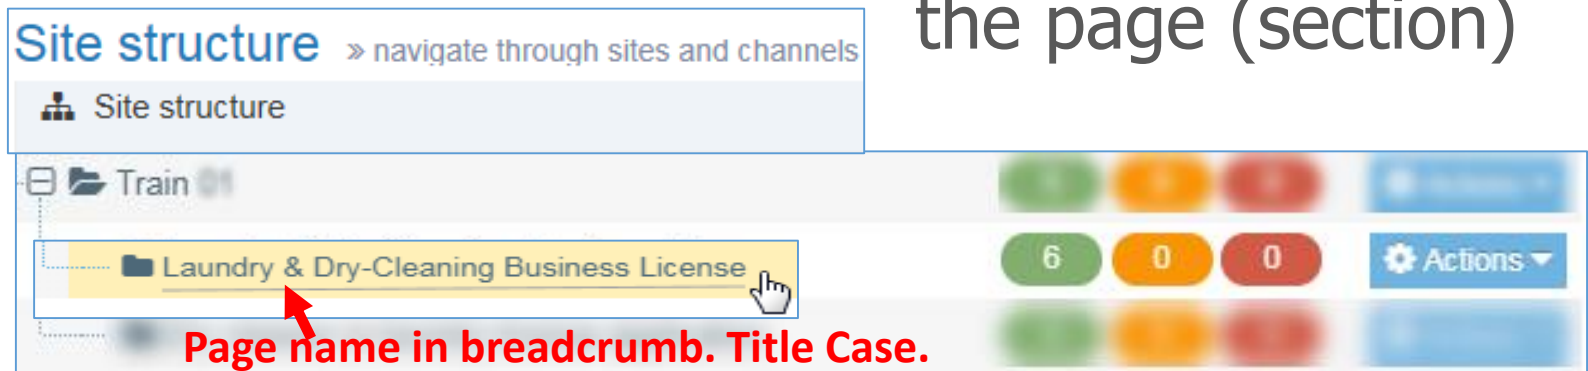 the page (section)
Site structure » navigate through sites and channels
Site structure
Train
Laundry & Dry-Cleaning Business License 6 0 0 Actions
Page name in breadcrumb. Title Case.